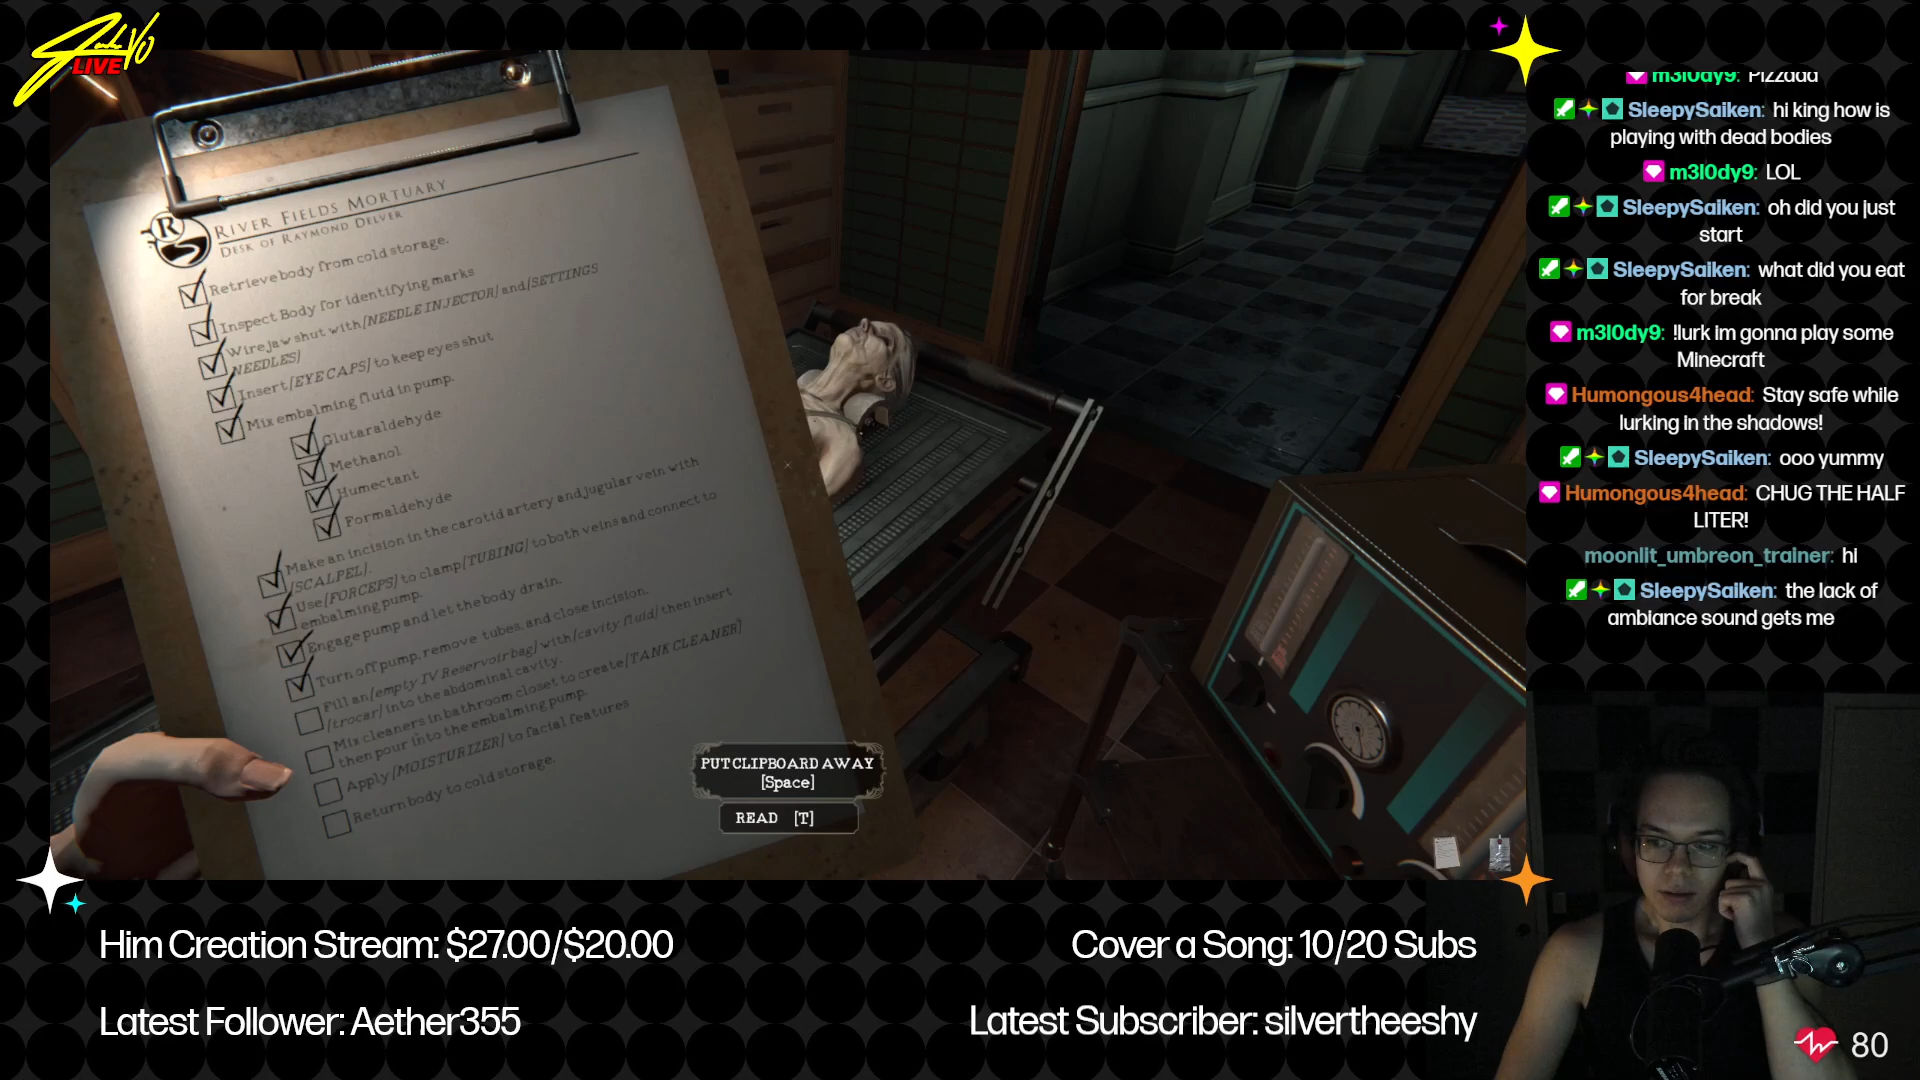 LIVE
RIVER FIELDS MORTUARY
DESK OF RAYMOND DELVER
Retrieve body from cold storage.
Inspect Body for identifying marks
Wire jaw shut with [NEEDLE INJECTOR] and [SETTINGS
NEEDLES]
Insert [EYE CAPS] to keep eyes shut
Mix embalming fluid in pump.
Glutaraldehyde
Methanol
Humectant
Formaldehyde
Make an incision in the carotid artery and jugular vein with
[SCALPEL].
Use [FORCEPS] to clamp [TUBING] to both veins and connect to
embalming pump.
Engage pump and let the body drain.
Turn off pump, remove tubes, and close incision.
Fill an [empty IV Reservoir bag] with [cavity fluid] then insert
[trocar] into the abdominal cavity.
Mix cleaners in bathroom closet to create [TANK CLEANER]
then pour into the embalming pump.
Apply [MOISTURIZER] to facial features
Return body to cold storage.
PUT CLIPBOARD AWAY
[Space]
READ [T]
m3l0dy9: Pizzaaa
SleepySaiken: hi king how is
playing with dead bodies
m3l0dy9: LOL
SleepySaiken: oh did you just
start
SleepySaiken: what did you eat
for break
m3l0dy9: !lurk im gonna play some
Minecraft
Humongous4head: Stay safe while
lurking in the shadows!
SleepySaiken: ooo yummy
Humongous4head: CHUG THE HALF
LITER!
moonlit_umbreon_trainer: hi
SleepySaiken: the lack of
ambiance sound gets me
Him Creation Stream: $27.00/$20.00
Cover a Song: 10/20 Subs
Latest Follower: Aether355
Latest Subscriber: silvertheeshy
80